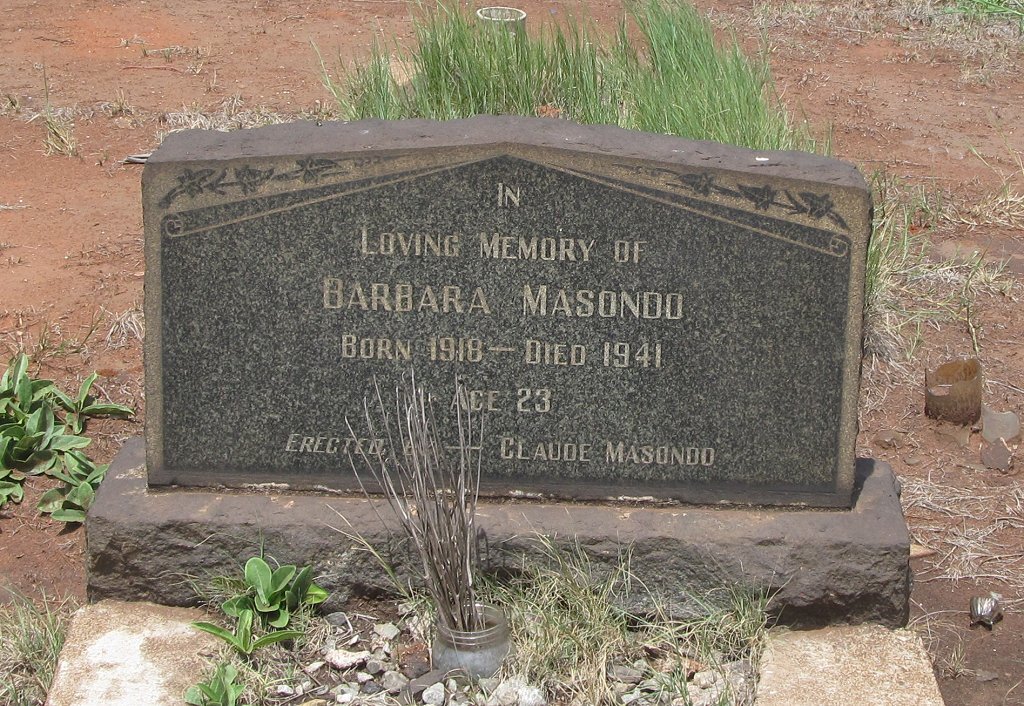 IN
LOVING MEMORY OF
BARBARA MASONDO
BORN 1918 — DIED 1941
AGE 23
ERECTED — CLAUDE MASONDO